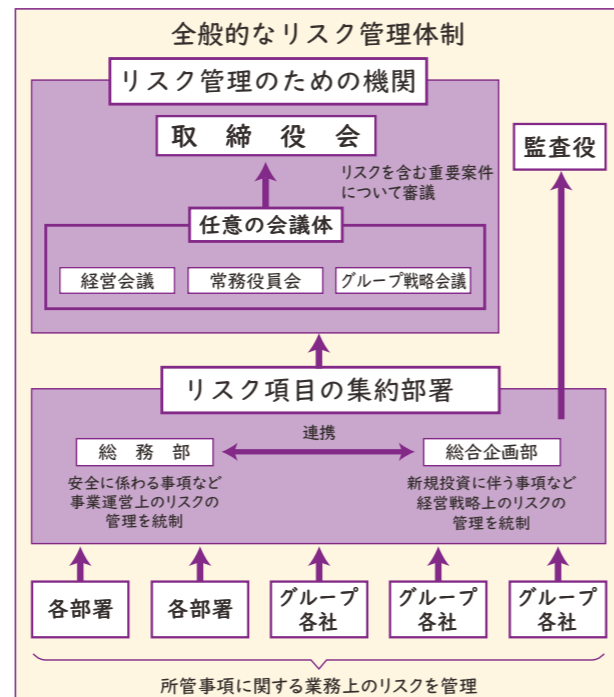 全般的なリスク管理体制
リスク管理のための機関
取締役会
監査役
リスクを含む重要案件
について審議
任意の会議体
経営会議
常務役員会
グループ戦略会議
リスク項目の集約部署
連携
総務部
総合企画部
安全に係わる事項など
事業運営上のリスクの
管理を統制
新規投資に伴う事項など
経営戦略上のリスクの
管理を統制
各部署
各部署
グループ
各社
グループ
各社
グループ
各社
所管事項に関する業務上のリスクを管理